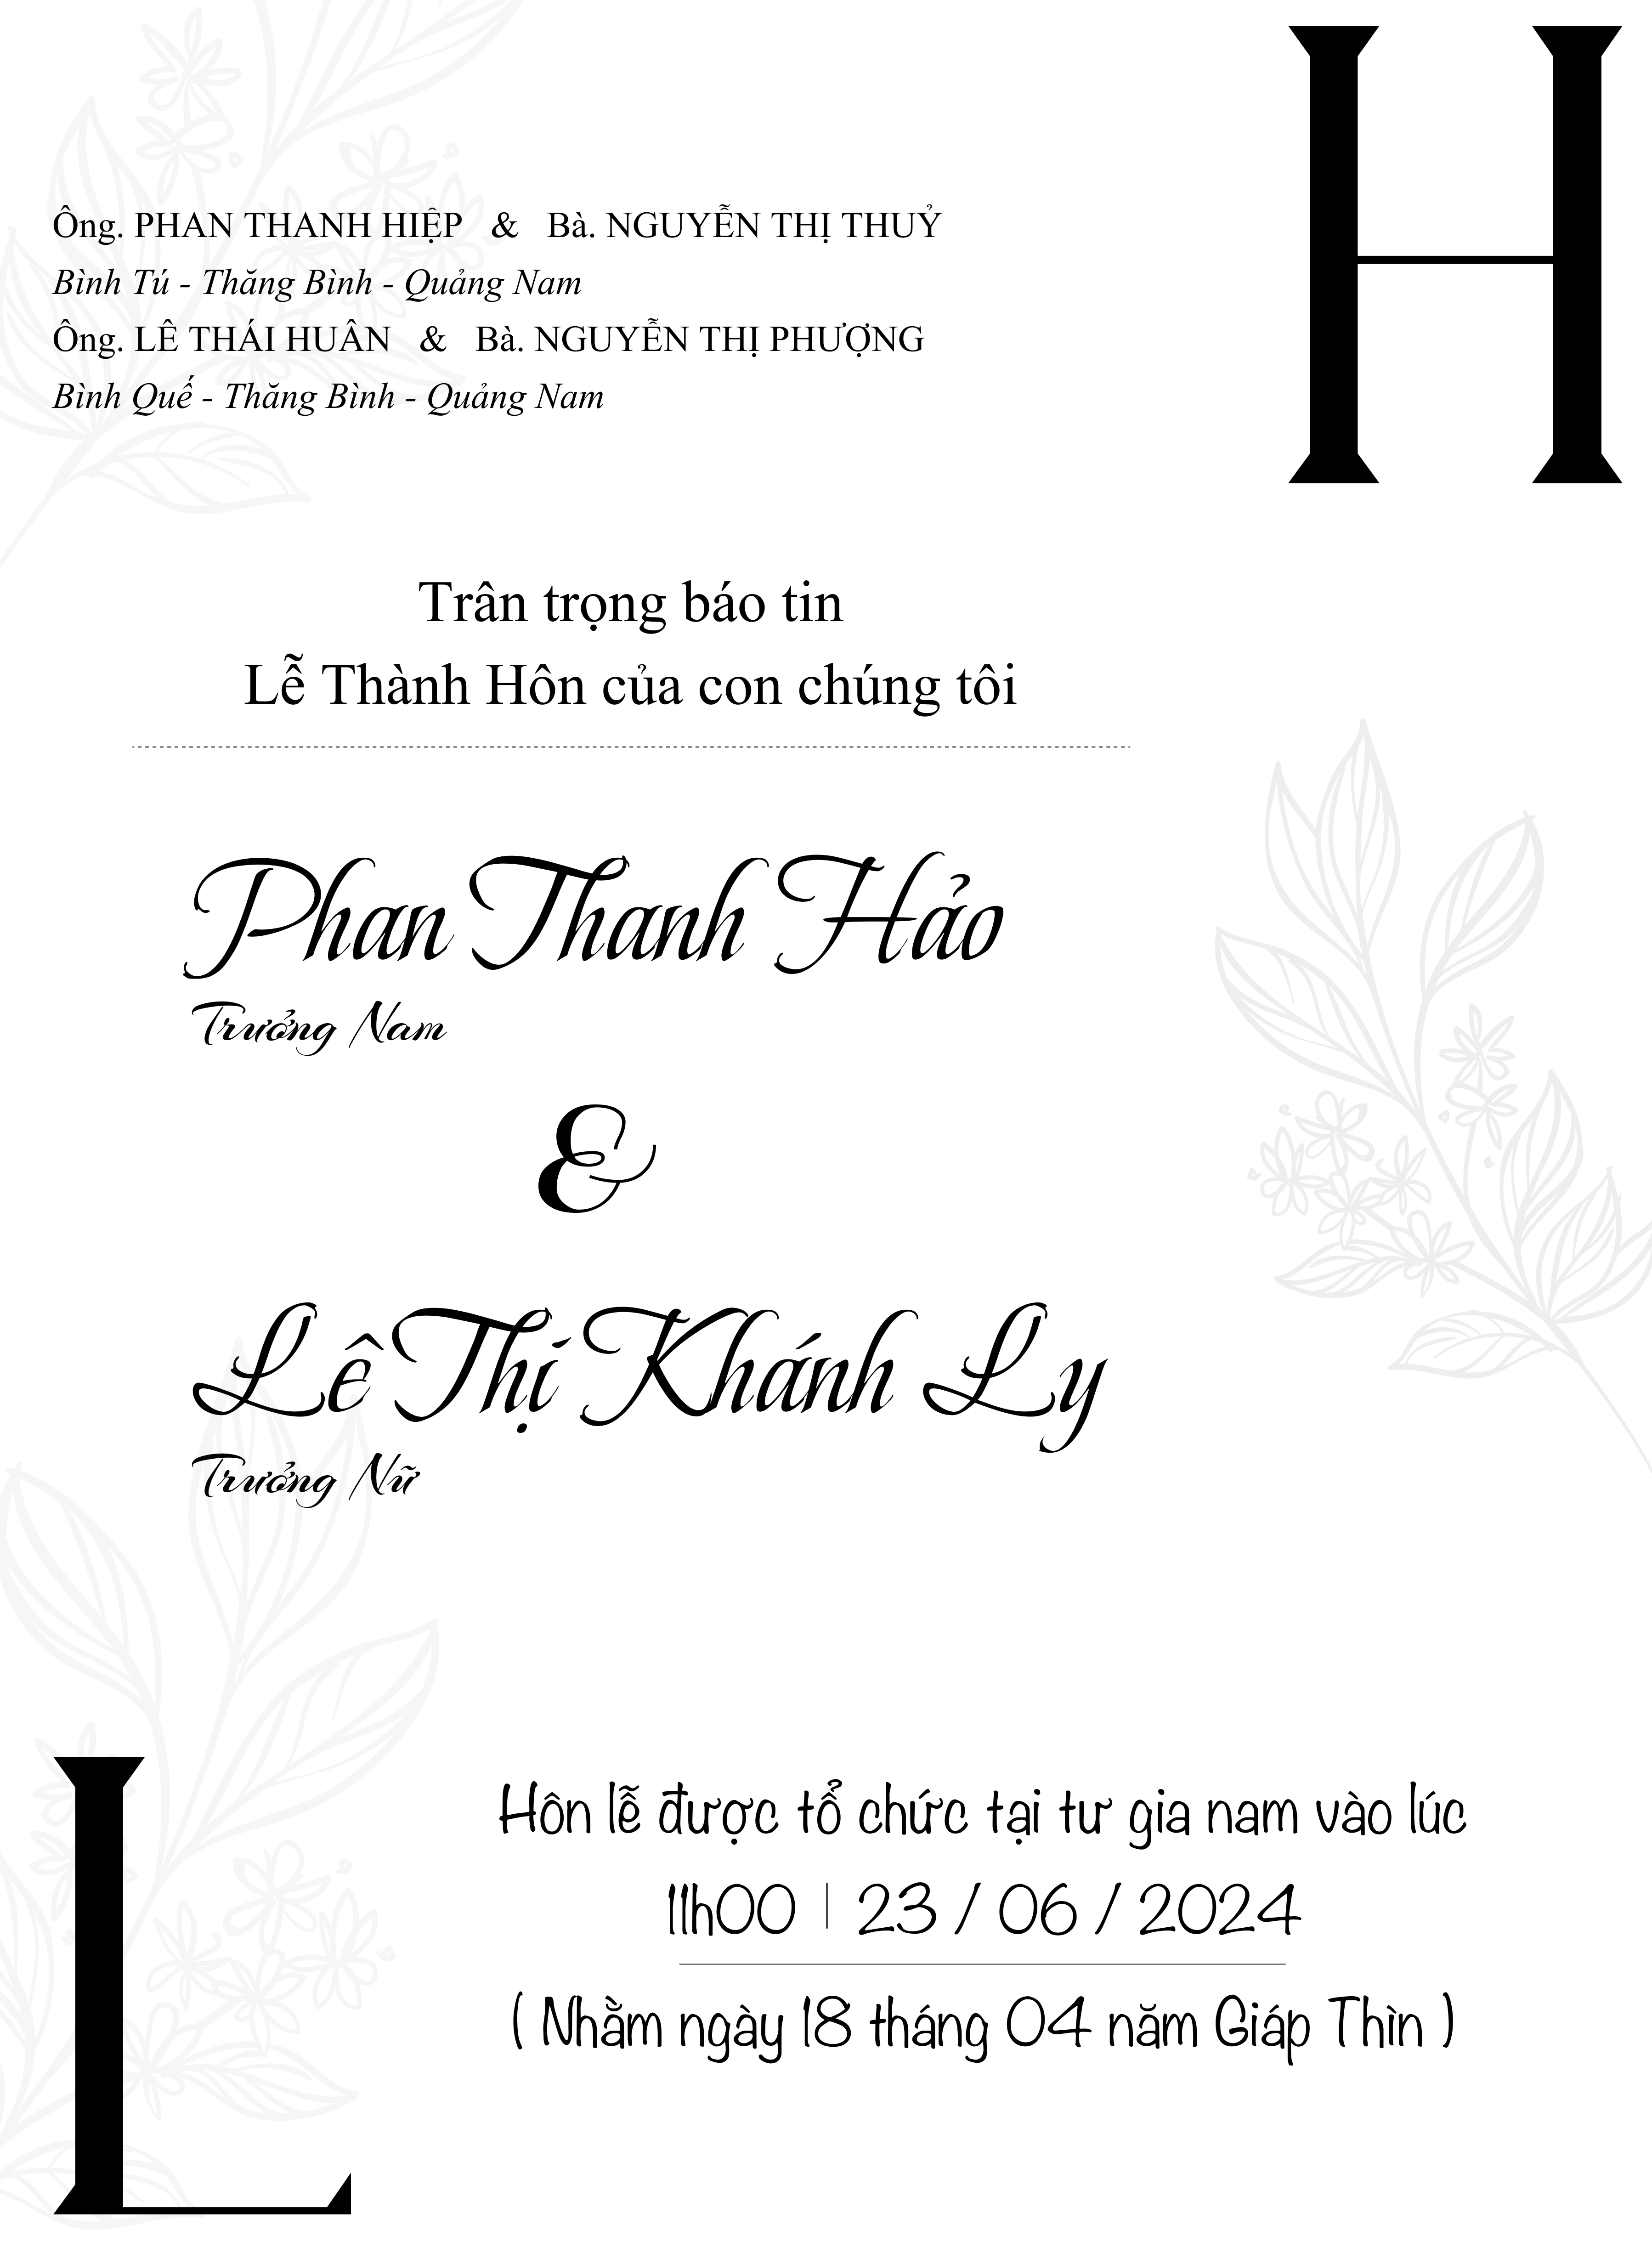 H
Ông. PHAN THANH HIỆP & Bà. NGUYỄN THỊ THUỶ
Bình Tú - Thăng Bình - Quảng Nam
Ông. LÊ THÁI HUÂN & Bà. NGUYỄN THỊ PHƯỢNG
Bình Quế - Thăng Bình - Quảng Nam
Trân trọng báo tin
Lễ Thành Hôn của con chúng tôi
Phan Thanh Hảo
Trưởng Nam
&
Lê Thị Khánh Ly
Trưởng Nữ
L
Hôn lễ được tổ chức tại tư gia nam vào lúc
11h00 | 23 / 06 / 2024
( Nhằm ngày 18 tháng 04 năm Giáp Thìn )